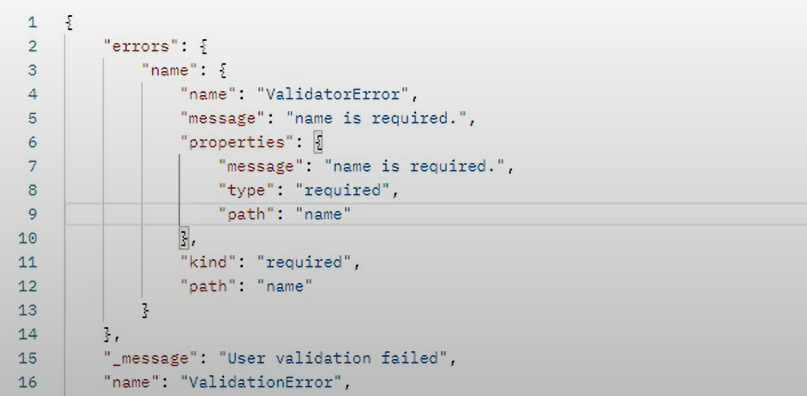 1 {
2 "errors": {
3 "name": {
4 "name": "ValidatorError",
5 "message": "name is required.",
6 "properties": {
7 "message": "name is required.",
8 "type": "required",
9 "path": "name"
10 },
11 "kind": "required",
12 "path": "name"
13 }
14 },
15 "_message": "User validation failed",
16 "name": "ValidationError",